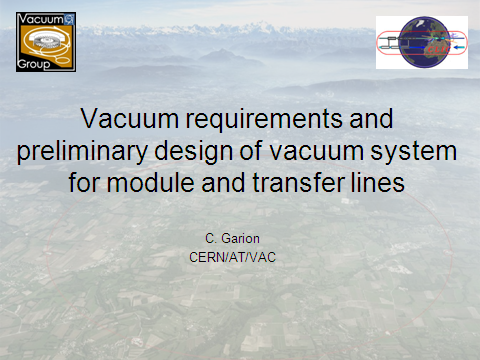 Vacuum
Group
Vacuum requirements and
preliminary design of vacuum system
for module and transfer lines
C. Garion
CERN/AT/VAC